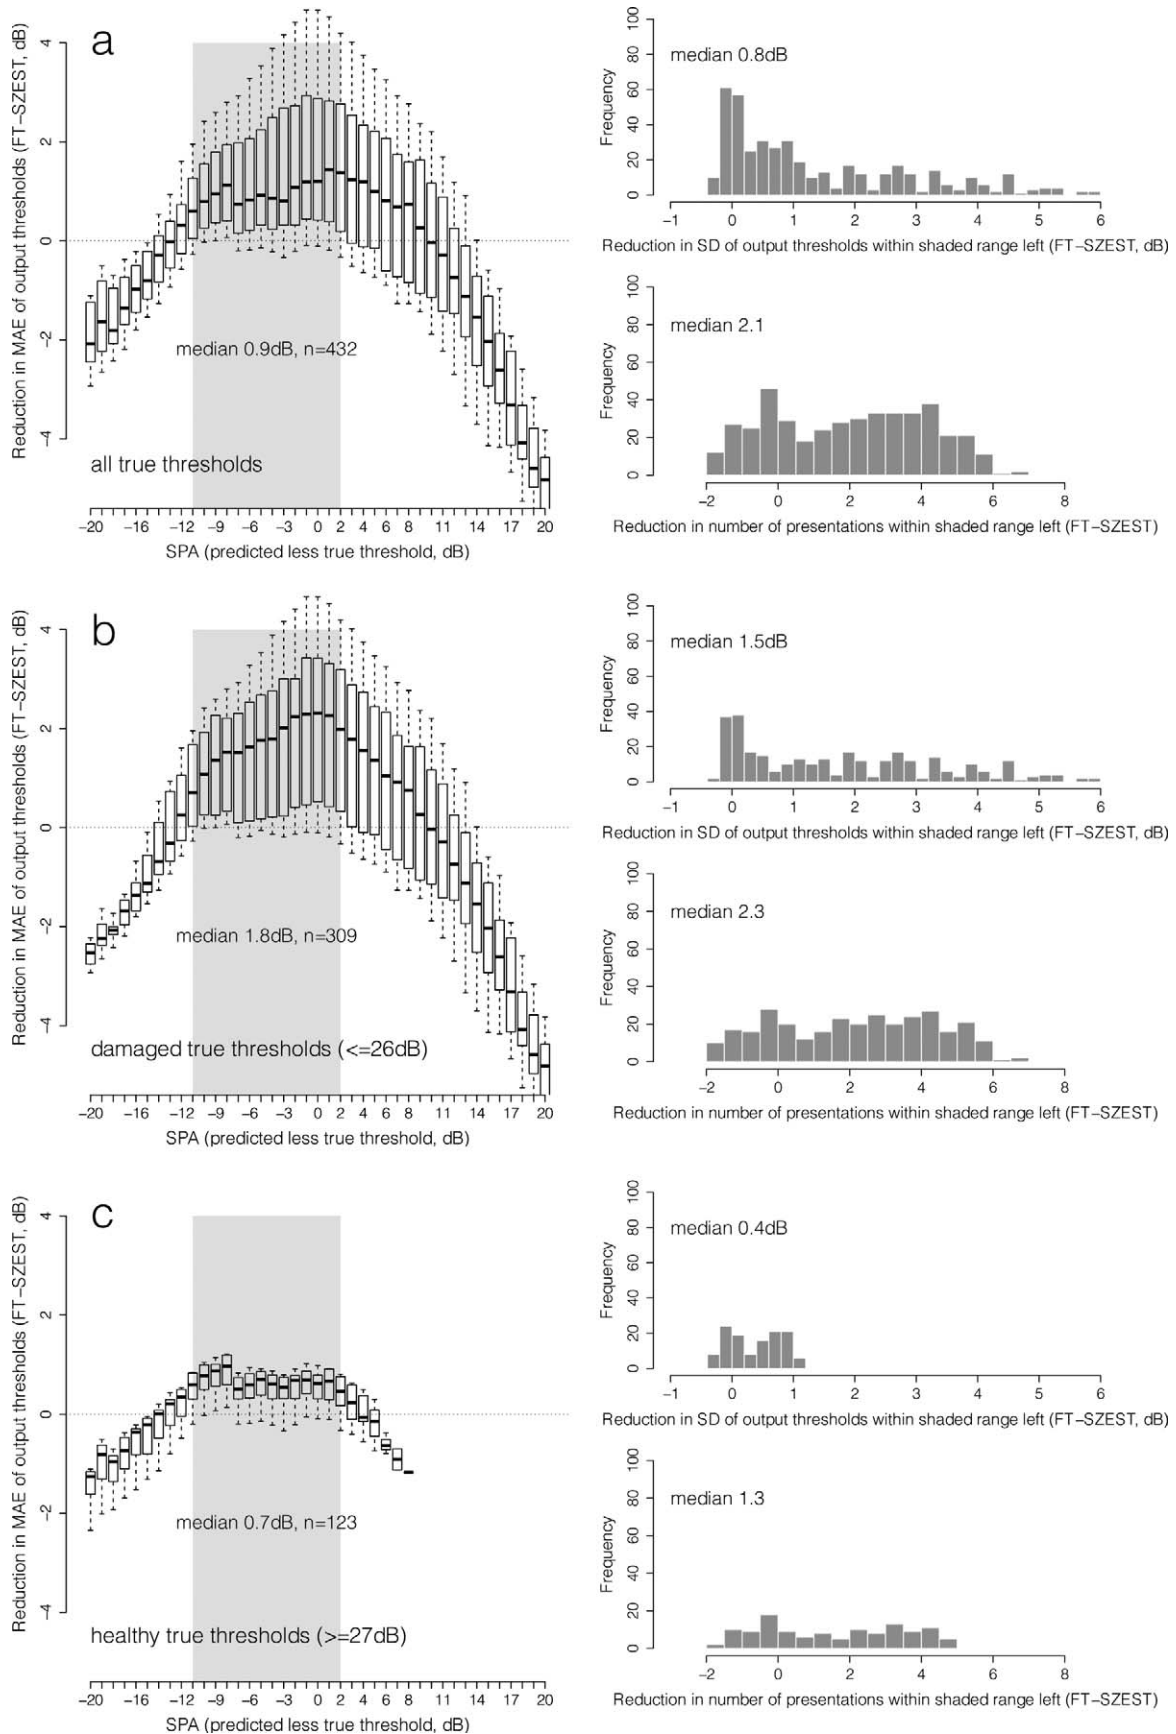 a
Reduction in MAE of output thresholds (FT−SZEST, dB)
4
2
0
−2
−4
median 0.9dB, n=432
all true thresholds
−20 −16 −12 −9 −6 −3 0 2 5 8 11 14 17 20
SPA (predicted less true threshold, dB)
Frequency
100
80
60
40
20
0
median 0.8dB
−1 0 1 2 3 4 5 6
Reduction in SD of output thresholds within shaded range left (FT−SZEST, dB)
Frequency
100
80
60
40
20
0
median 2.1
−2 0 2 4 6 8
Reduction in number of presentations within shaded range left (FT−SZEST)
b
Reduction in MAE of output thresholds (FT−SZEST, dB)
4
2
0
−2
−4
median 1.8dB, n=309
damaged true thresholds (<=26dB)
−20 −16 −12 −9 −6 −3 0 2 5 8 11 14 17 20
SPA (predicted less true threshold, dB)
Frequency
100
80
60
40
20
0
median 1.5dB
−1 0 1 2 3 4 5 6
Reduction in SD of output thresholds within shaded range left (FT−SZEST, dB)
Frequency
100
80
60
40
20
0
median 2.3
−2 0 2 4 6 8
Reduction in number of presentations within shaded range left (FT−SZEST)
c
Reduction in MAE of output thresholds (FT−SZEST, dB)
4
2
0
−2
−4
median 0.7dB, n=123
healthy true thresholds (>=27dB)
−20 −16 −12 −9 −6 −3 0 2 5 8 11 14 17 20
SPA (predicted less true threshold, dB)
Frequency
100
80
60
40
20
0
median 0.4dB
−1 0 1 2 3 4 5 6
Reduction in SD of output thresholds within shaded range left (FT−SZEST, dB)
Frequency
100
80
60
40
20
0
median 1.3
−2 0 2 4 6 8
Reduction in number of presentations within shaded range left (FT−SZEST)